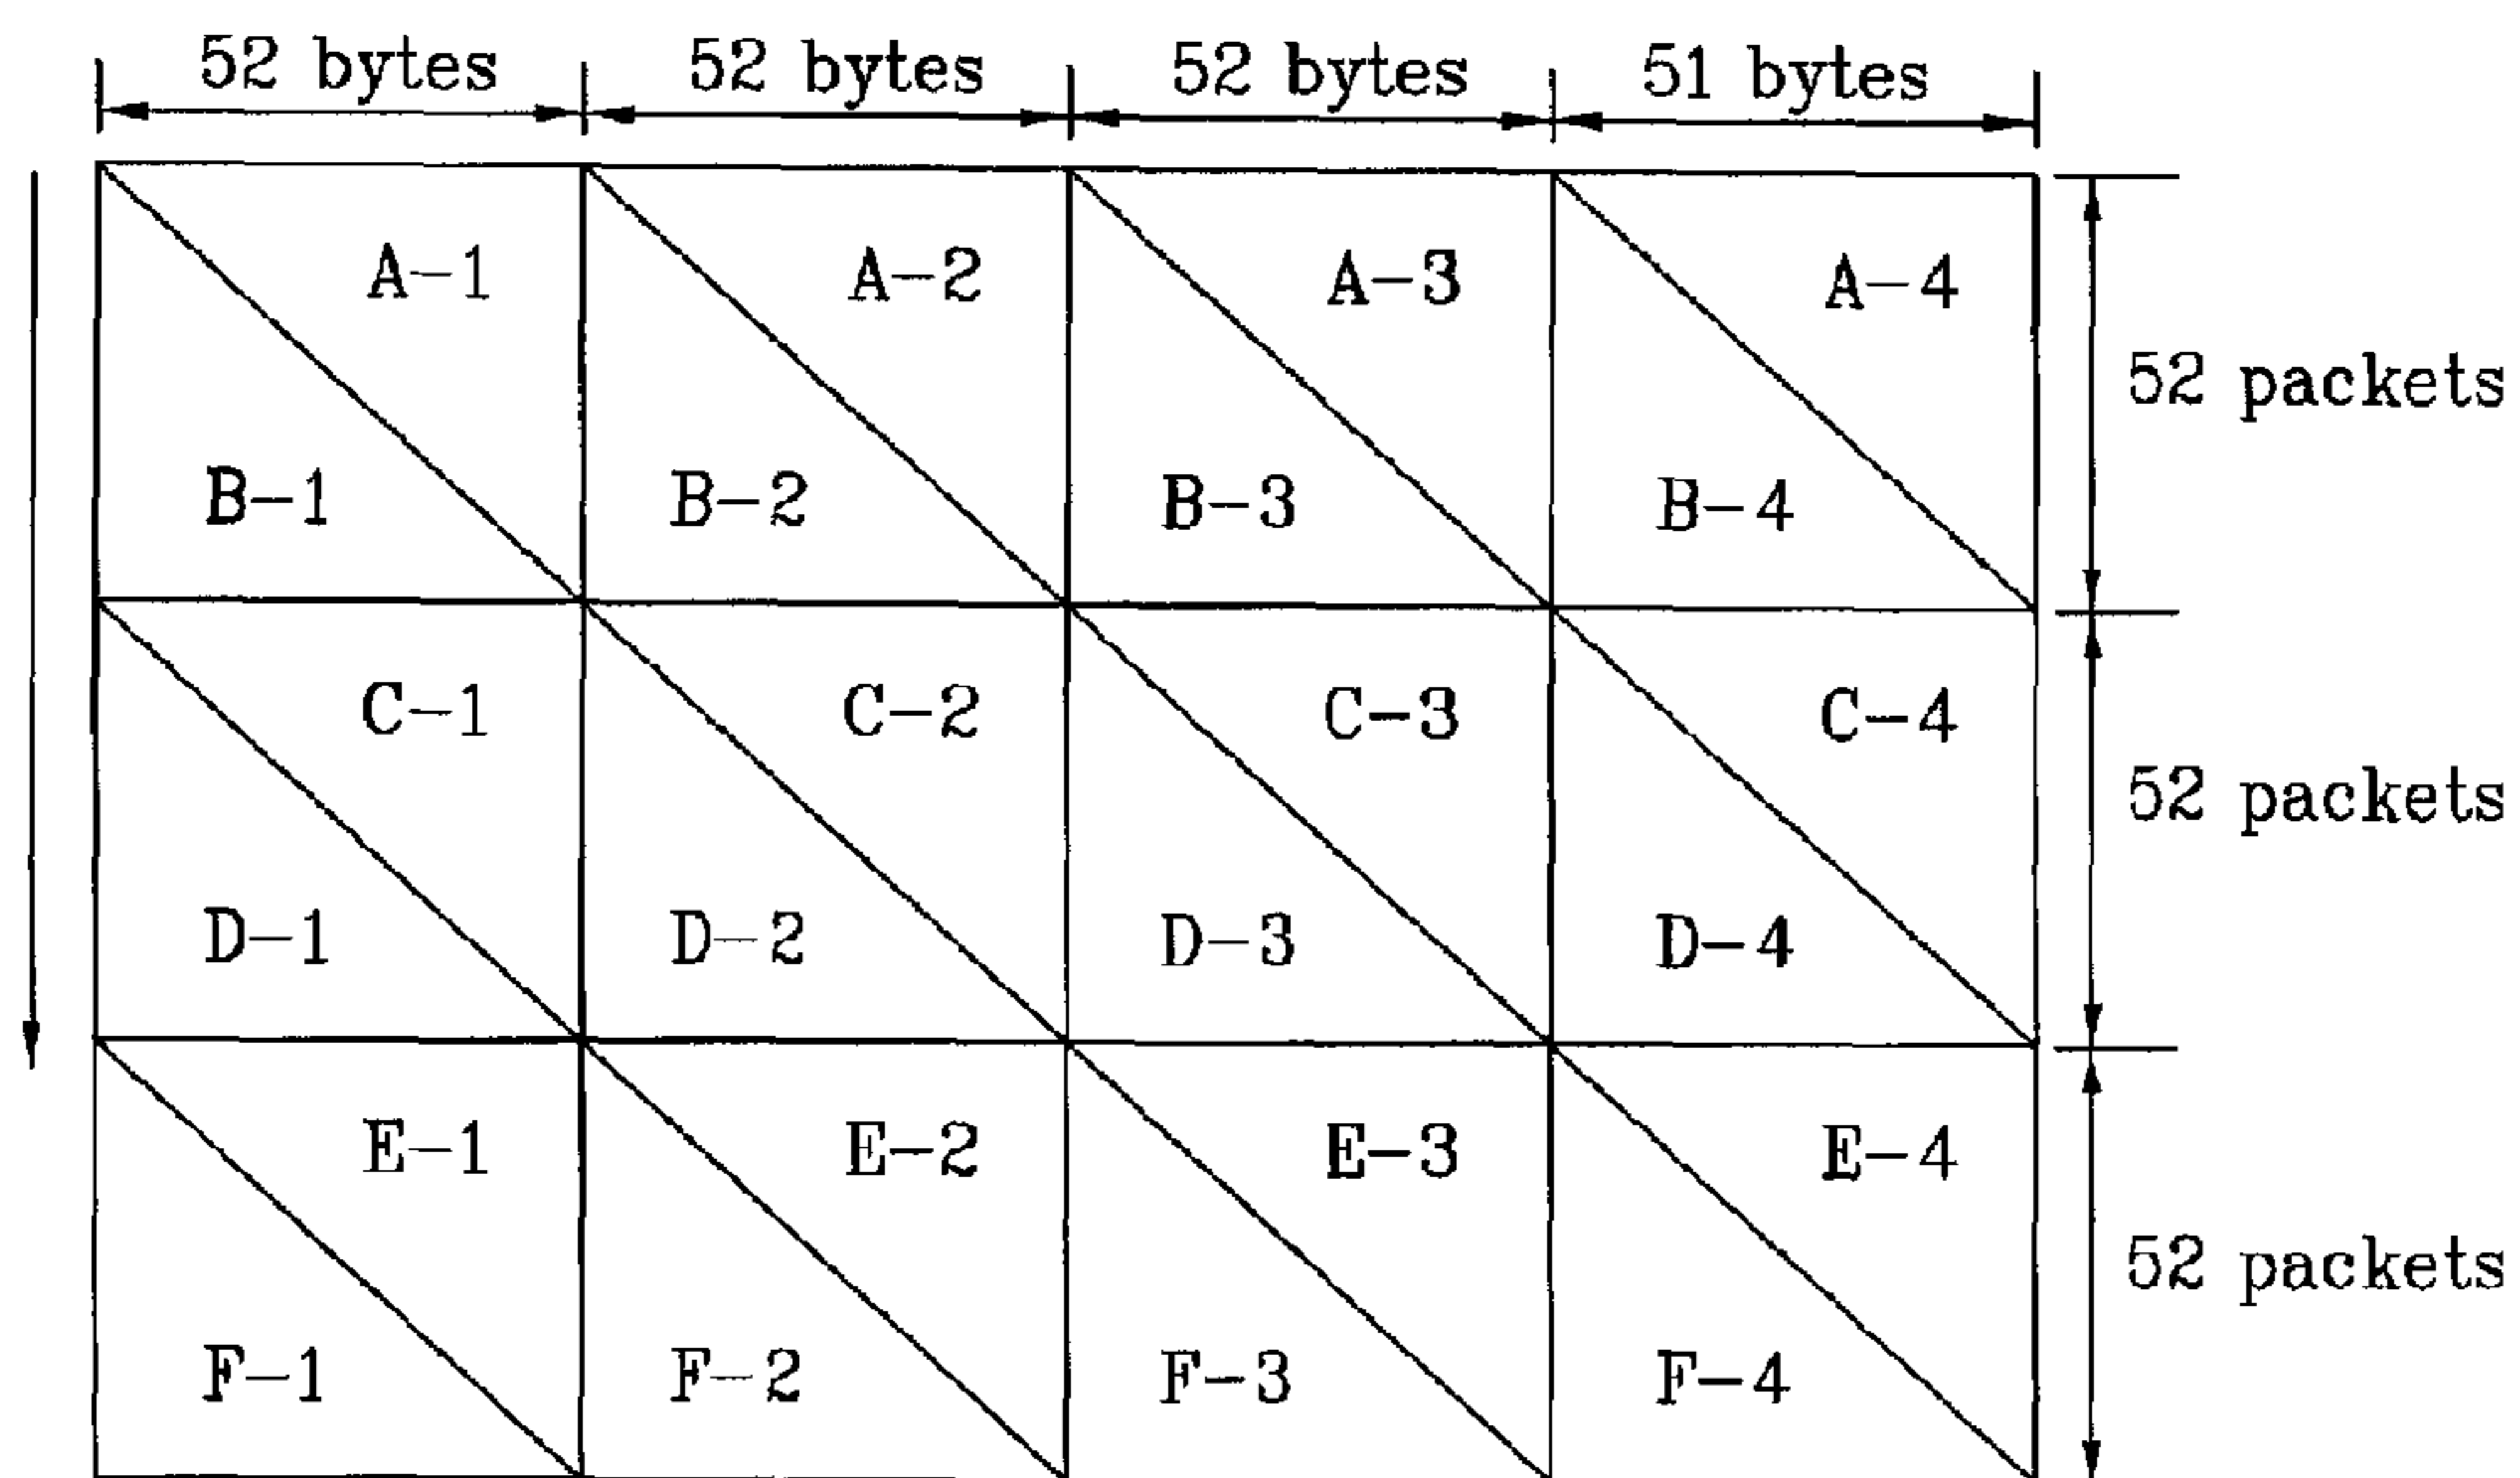 52 bytes 52 bytes 52 bytes 51 bytes
A-1 A-2 A-3 A-4
52 packets
B-1 B-2 B-3 B-4
C-1 C-2 C-3 C-4
52 packets
D-1 D-2 D-3 D-4
E-1 E-2 E-3 E-4
52 packets
F-1 F-2 F-3 F-4